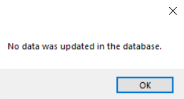 No data was updated in the database.
OK